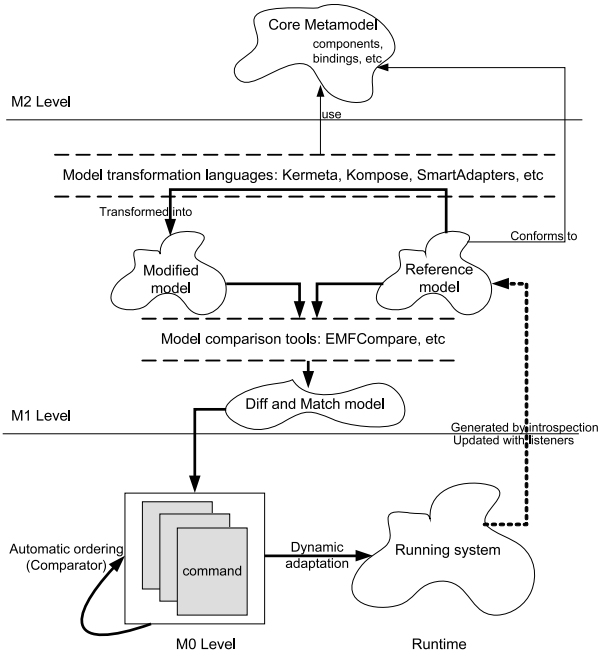 Core Metamodel
components,
bindings, etc
M2 Level
use
Model transformation languages: Kermeta, Kompose, SmartAdapters, etc
Transformed into
Conforms to
Modified
model
Reference
model
Model comparison tools: EMFCompare, etc
Diff and Match model
M1 Level
Generated by introspection
Updated with listeners
Automatic ordering
(Comparator)
command
Dynamic
adaptation
Running system
M0 Level
Runtime